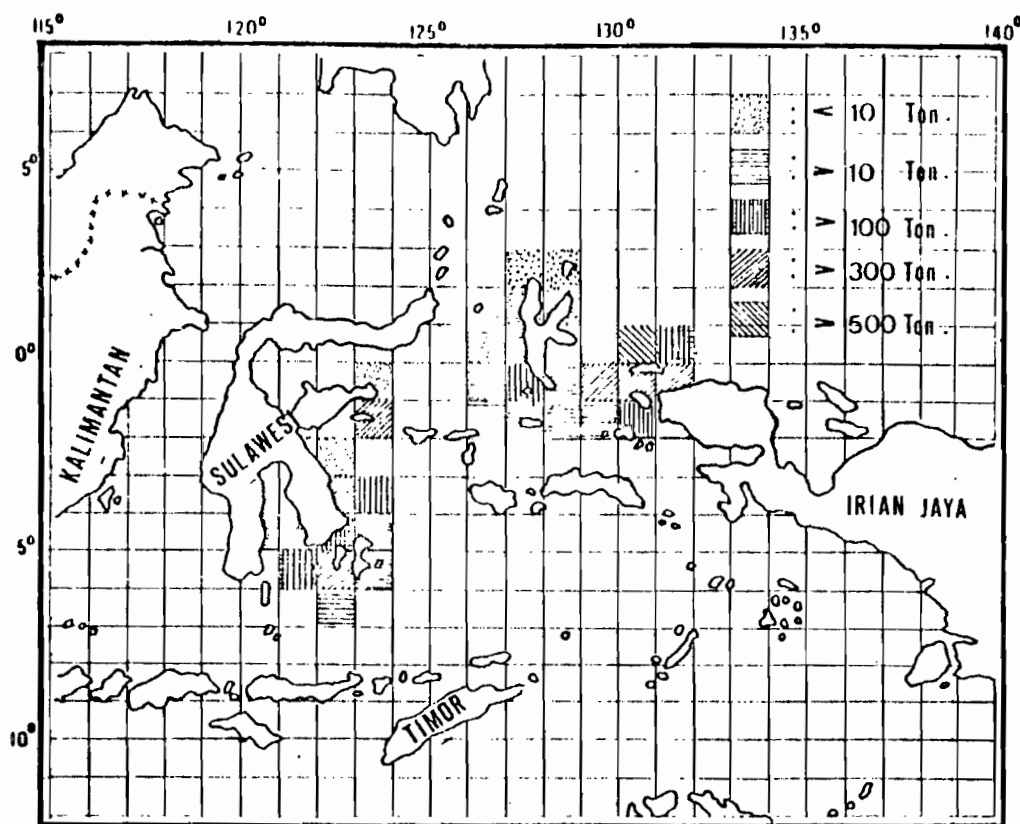 115° 120° 125° 130° 135° 140°
< 10 Ton.
5°
> 10 Ton.
> 100 Ton.
> 300 Ton.
> 500 Ton.
0°
KALIMANTAN
SULAWESI
IRIAN JAYA
5°
TIMOR
10°